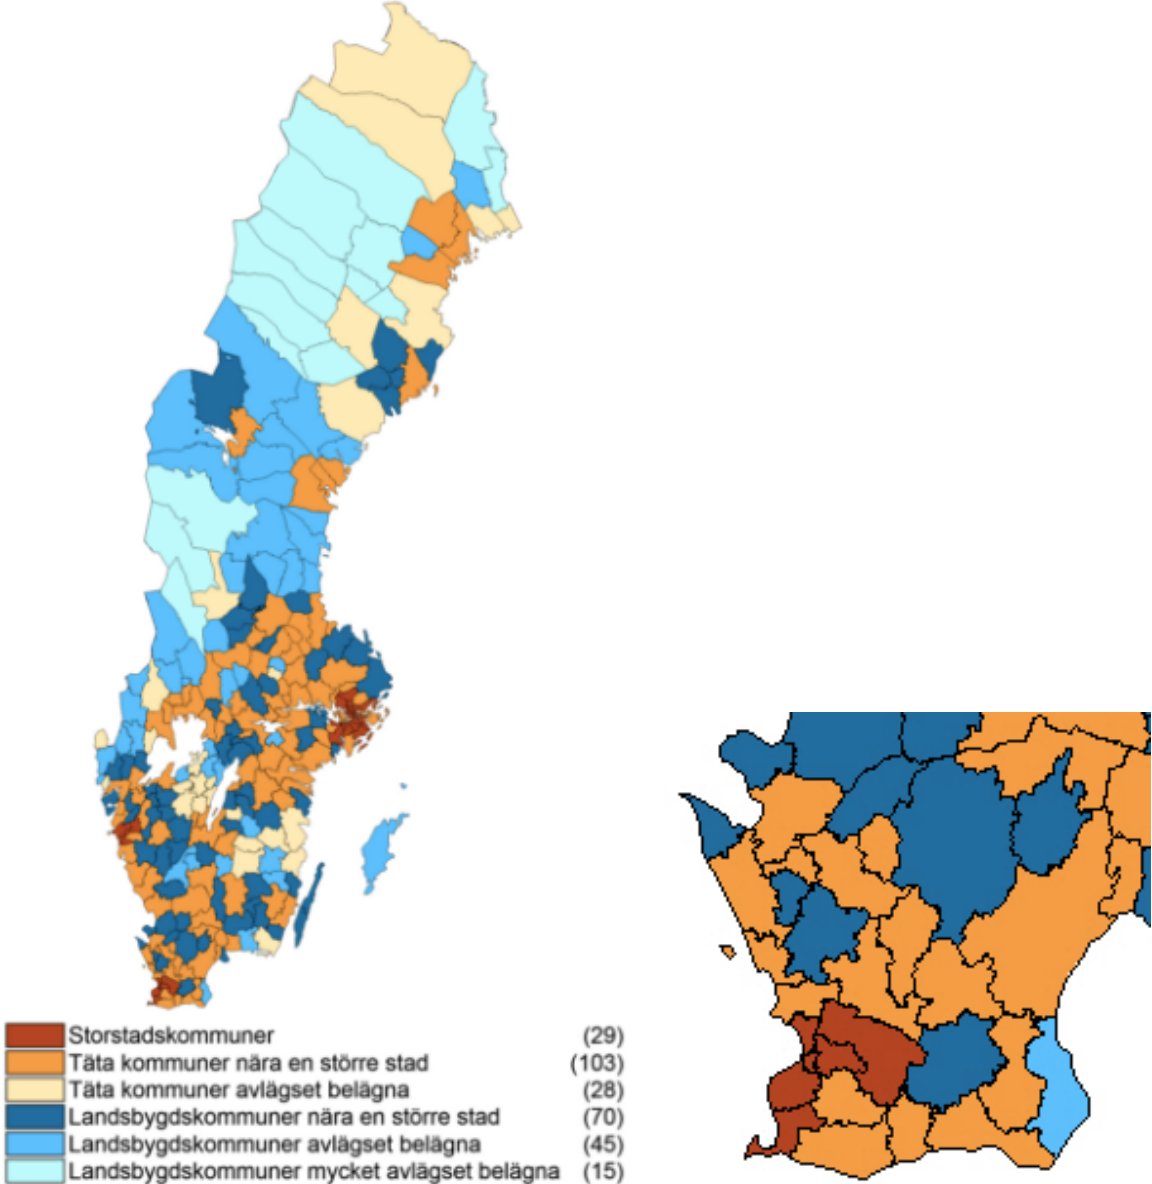 Storstadskommuner (29)
Täta kommuner nära en större stad (103)
Täta kommuner avlägset belägna (28)
Landsbygdskommuner nära en större stad (70)
Landsbygdskommuner avlägset belägna (45)
Landsbygdskommuner mycket avlägset belägna (15)